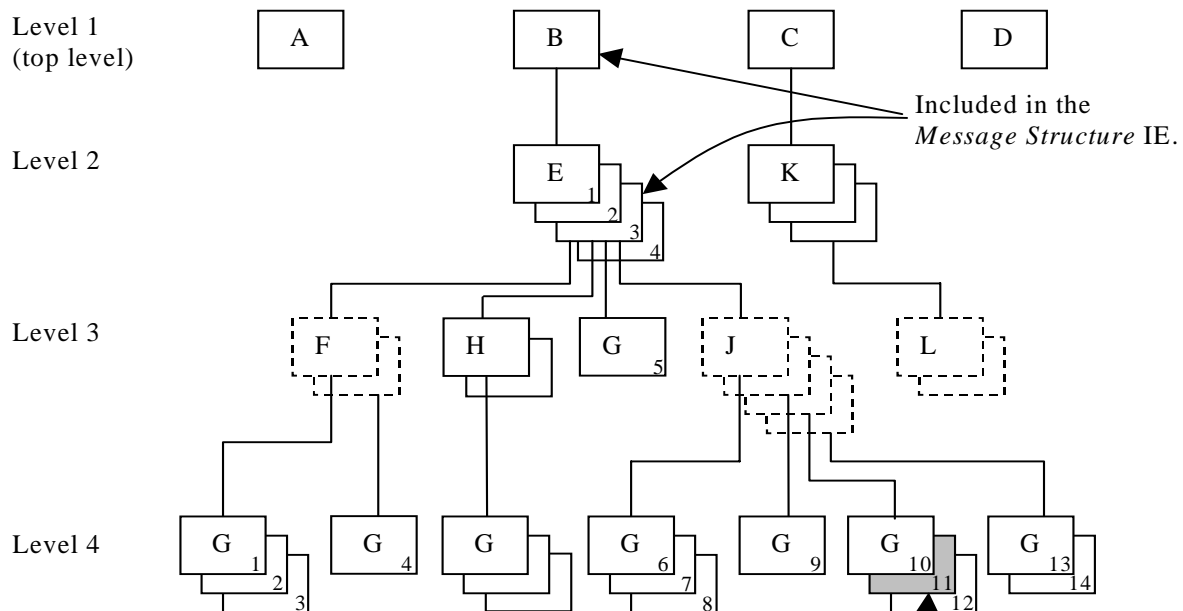 Level 1
(top level)
A
B
C
D
Included in the
Message Structure IE.
Level 2
E
1
2
3
4
K
Level 3
F
H
G
5
J
L
Level 4
G
1
2
3
G
4
G
G
6
7
8
G
9
G
10
11
12
G
13
14